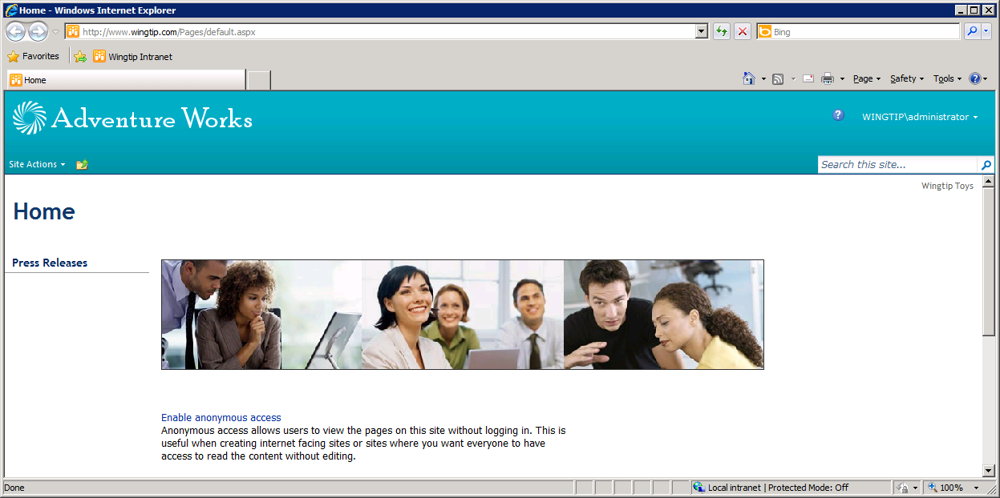 Home - Windows Internet Explorer
http://www.wingtip.com/Pages/default.aspx
Bing
Favorites
Wingtip Intranet
Home
Page
Safety
Tools
Adventure Works
WINGTIP\administrator
Site Actions
Search this site...
Wingtip Toys
Home
Press Releases
Enable anonymous access
Anonymous access allows users to view the pages on this site without logging in. This is
useful when creating internet facing sites or sites where you want everyone to have
access to read the content without editing.
Done
Local intranet | Protected Mode: Off
100%